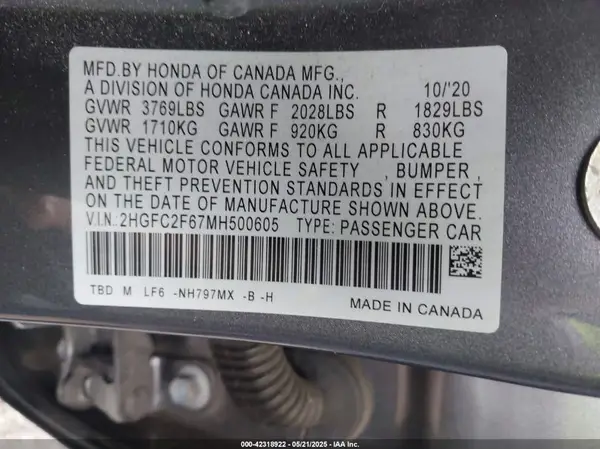 MFD. BY HONDA OF CANADA MFG.,
A DIVISION OF HONDA CANADA INC. 10/'20
GVWR 3769LBS GAWR F 2028LBS R 1829LBS
GVWR 1710KG GAWR F 920KG R 830KG
THIS VEHICLE CONFORMS TO ALL APPLICABLE
FEDERAL MOTOR VEHICLE SAFETY , BUMPER ,
AND THEFT PREVENTION STANDARDS IN EFFECT
ON THE DATE OF MANUFACTURE SHOWN ABOVE.
V.I.N.:2HGFC2F67MH500605 TYPE: PASSENGER CAR
TBD M LF6 -NH797MX -B -H
MADE IN CANADA
000-42318922 — 05/21/2025 — IAA Inc.